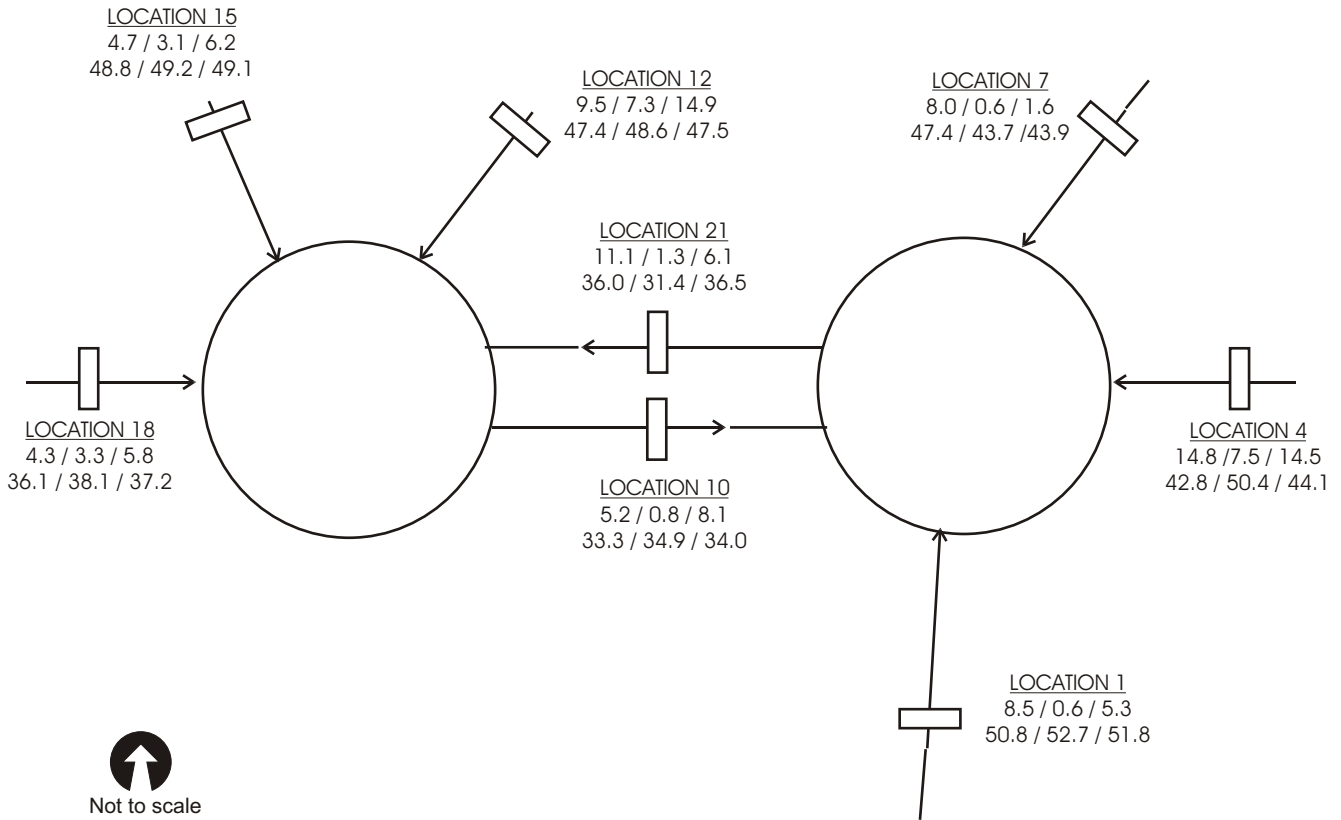 LOCATION 15
4.7 / 3.1 / 6.2
48.8 / 49.2 / 49.1
LOCATION 12
9.5 / 7.3 / 14.9
47.4 / 48.6 / 47.5
LOCATION 7
8.0 / 0.6 / 1.6
47.4 / 43.7 /43.9
LOCATION 21
11.1 / 1.3 / 6.1
36.0 / 31.4 / 36.5
LOCATION 18
4.3 / 3.3 / 5.8
36.1 / 38.1 / 37.2
LOCATION 10
5.2 / 0.8 / 8.1
33.3 / 34.9 / 34.0
LOCATION 4
14.8 /7.5 / 14.5
42.8 / 50.4 / 44.1
LOCATION 1
8.5 / 0.6 / 5.3
50.8 / 52.7 / 51.8
Not to scale